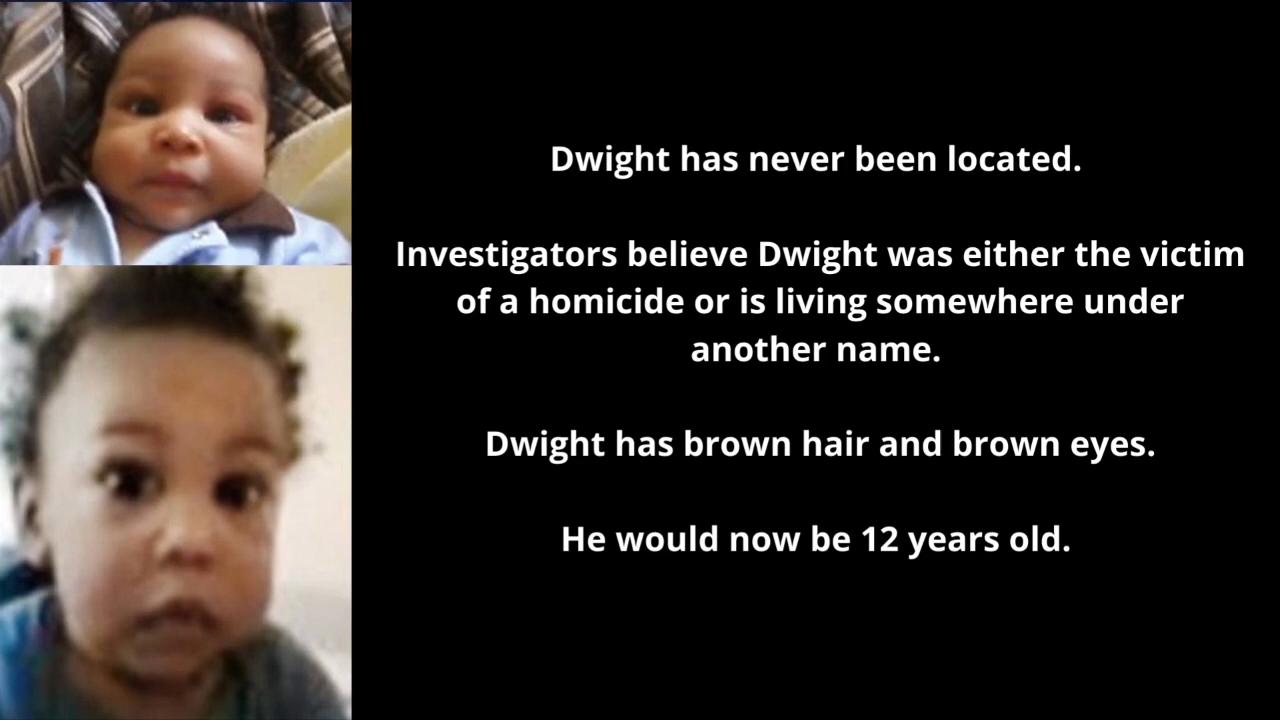 Dwight has never been located.
Investigators believe Dwight was either the victim
of a homicide or is living somewhere under
another name.
Dwight has brown hair and brown eyes.
He would now be 12 years old.